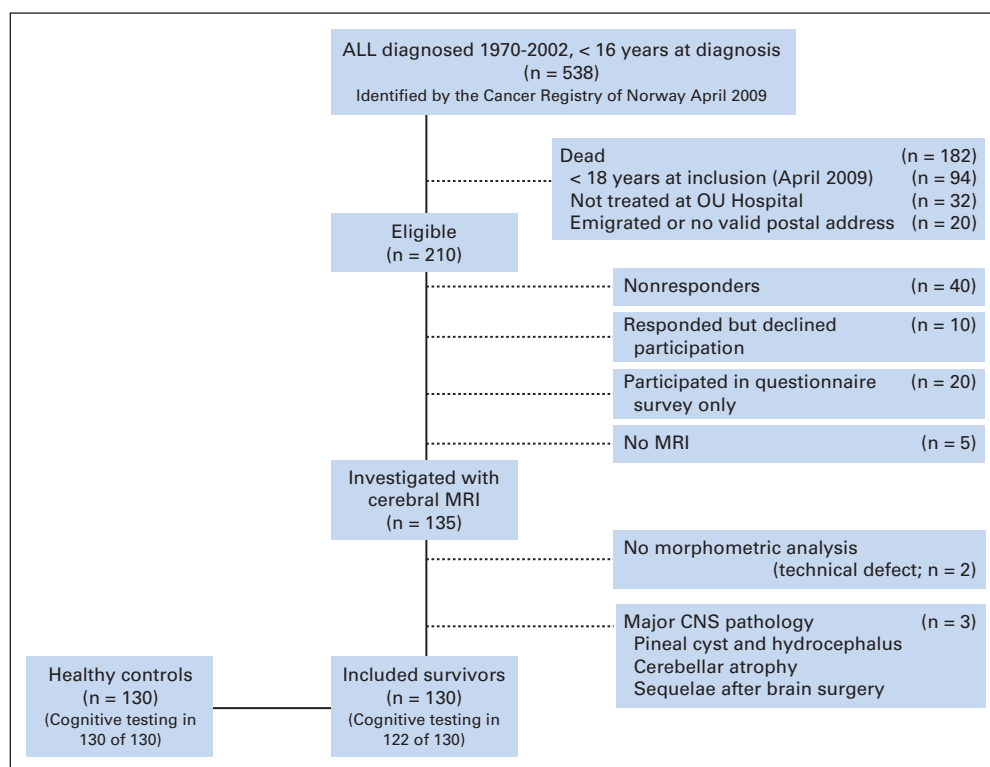 ALL diagnosed 1970-2002, < 16 years at diagnosis
(n = 538)
Identified by the Cancer Registry of Norway April 2009
Dead (n = 182)
< 18 years at inclusion (April 2009) (n = 94)
Not treated at OU Hospital (n = 32)
Emigrated or no valid postal address (n = 20)
Eligible
(n = 210)
Nonresponders (n = 40)
Responded but declined (n = 10)
participation
Participated in questionnaire (n = 20)
survey only
No MRI (n = 5)
Investigated with
cerebral MRI
(n = 135)
No morphometric analysis
(technical defect; n = 2)
Major CNS pathology (n = 3)
Pineal cyst and hydrocephalus
Cerebellar atrophy
Sequelae after brain surgery
Healthy controls
(n = 130)
(Cognitive testing in
130 of 130)
Included survivors
(n = 130)
(Cognitive testing in
122 of 130)